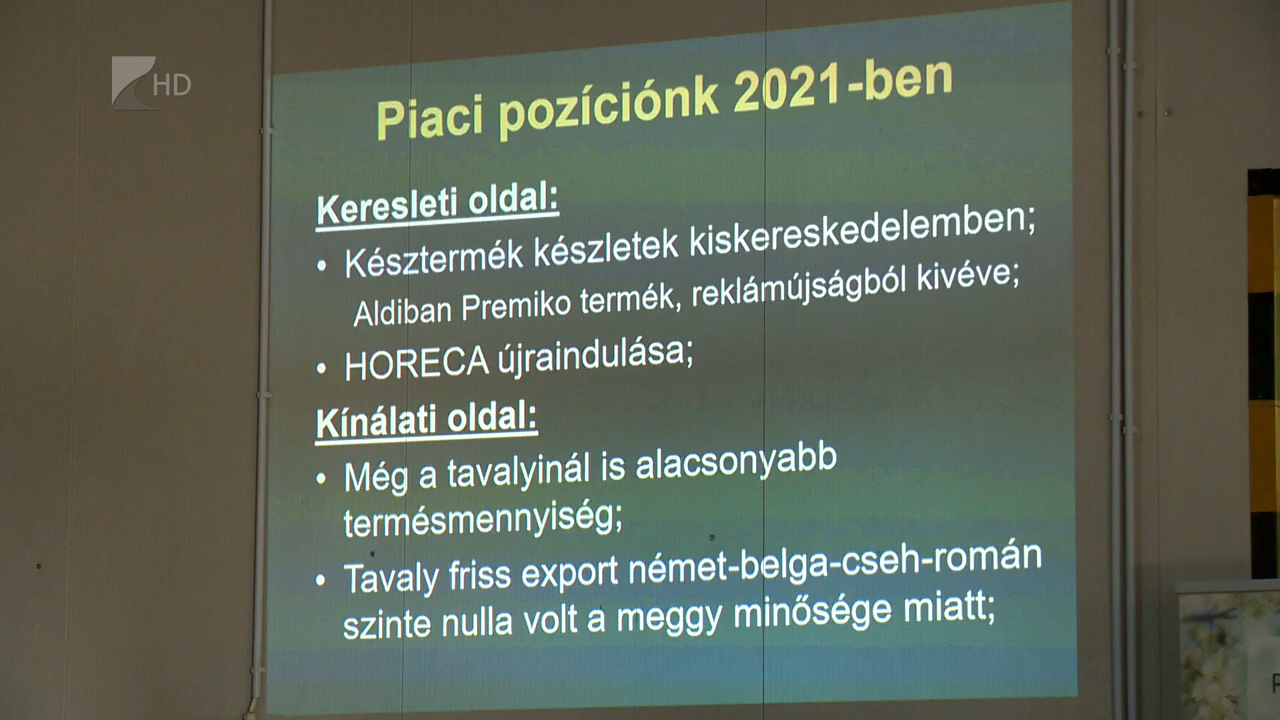 HD
Piaci pozíciónk 2021-ben
Keresleti oldal:
• Késztermék készletek kiskereskedelemben;
Aldiban Premiko termék, reklámújságból kivéve;
• HORECA újraindulása;
Kínálati oldal:
• Még a tavalyinál is alacsonyabb
termésmennyiség;
• Tavaly friss export német-belga-cseh-román
szinte nulla volt a meggy minősége miatt;